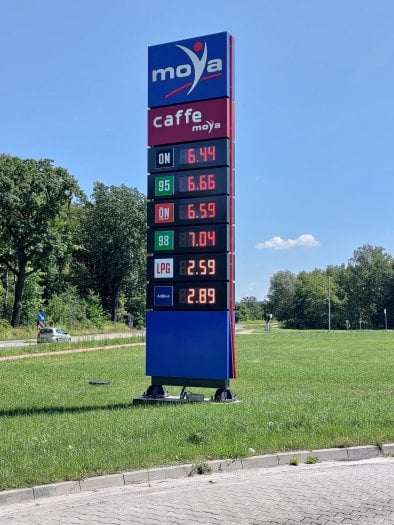 moya
caffe
moya
ON 6.44
95 6.66
ON 6.59
98 7.04
LPG 2.59
AdBlue 2.89